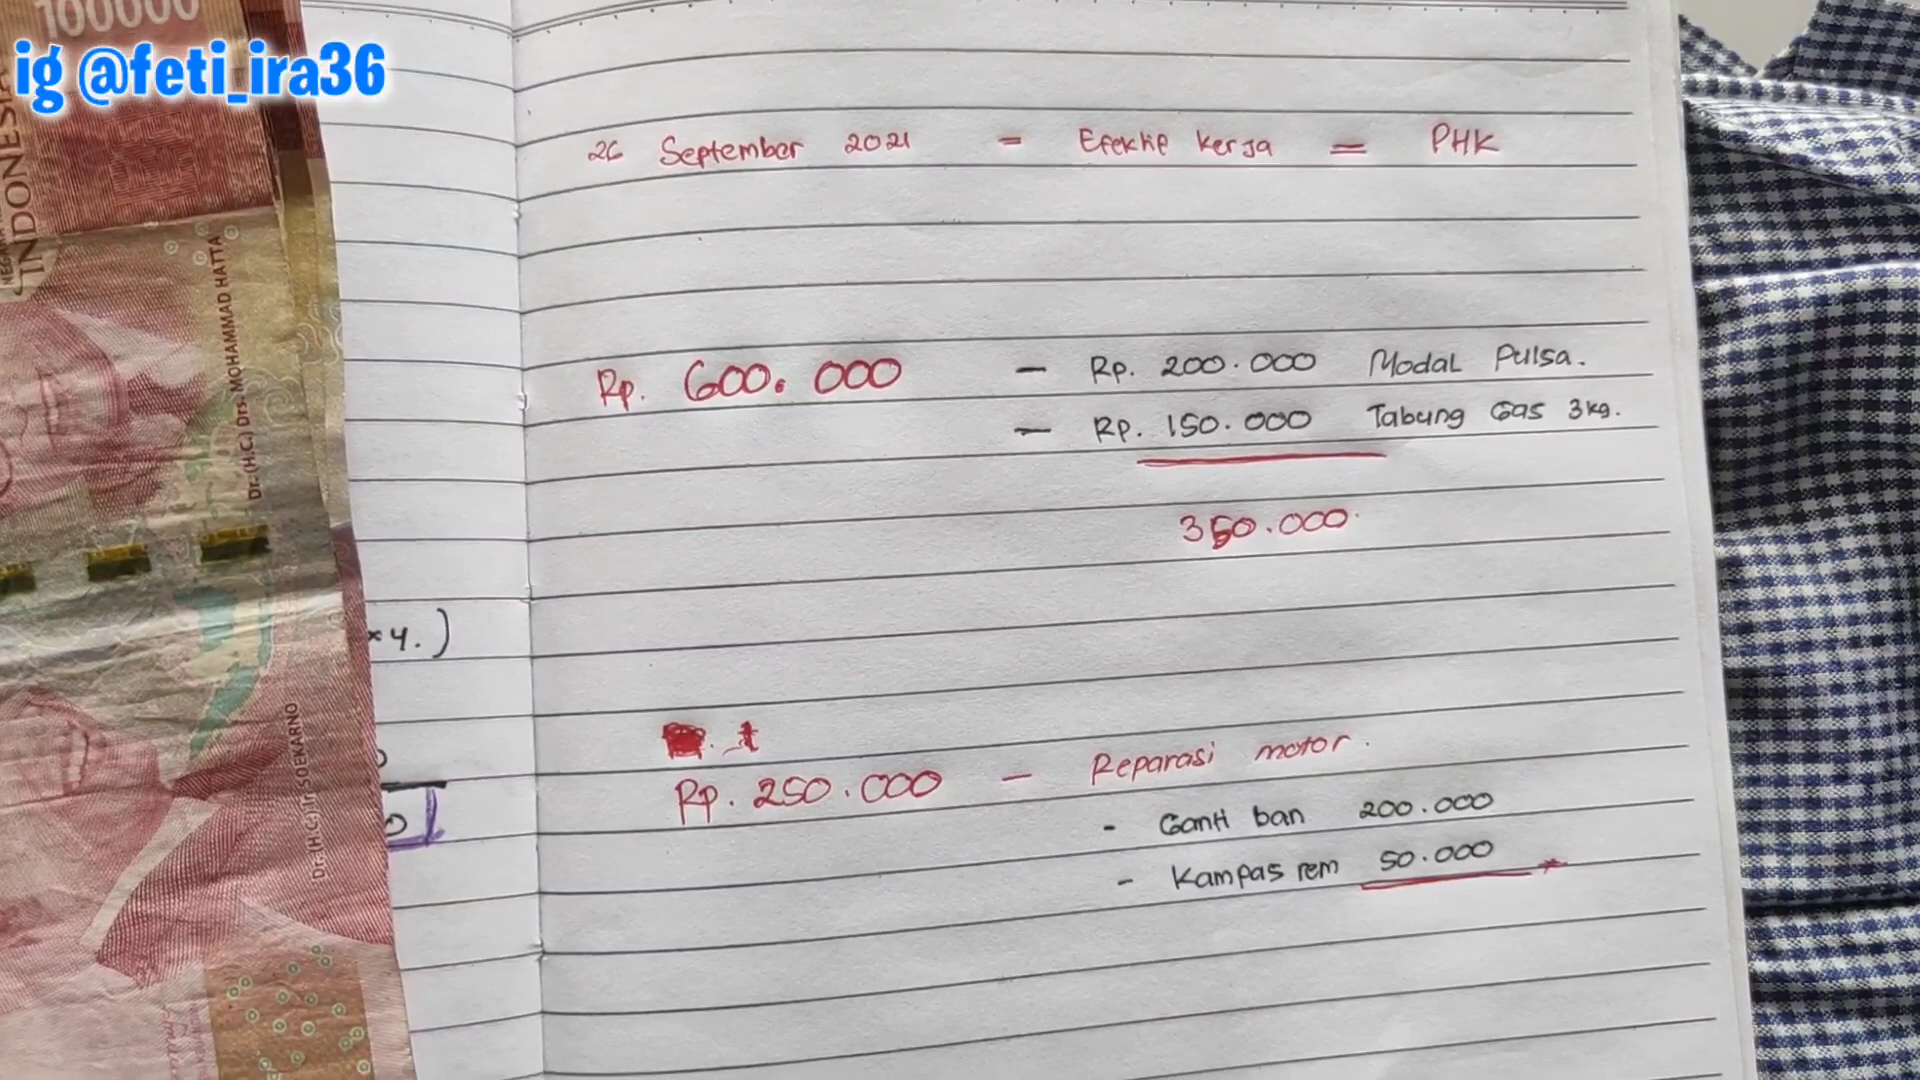 100000
ig @feti_ira36
INDONESIA
Dr. (H.C.) Drs. MOHAMMAD HATTA
Dr. (H.C.) Ir. SOEKARNO
×4.)
26 September 2021 - Efektif kerja = PHK
Rp. 600.000 - Rp. 200.000 Modal Pulsa.
- Rp. 150.000 Tabung Gas 3kg.
350.000.
Rp. 250.000 - Reparasi motor.
- Ganti ban 200.000
- Kampas rem 50.000